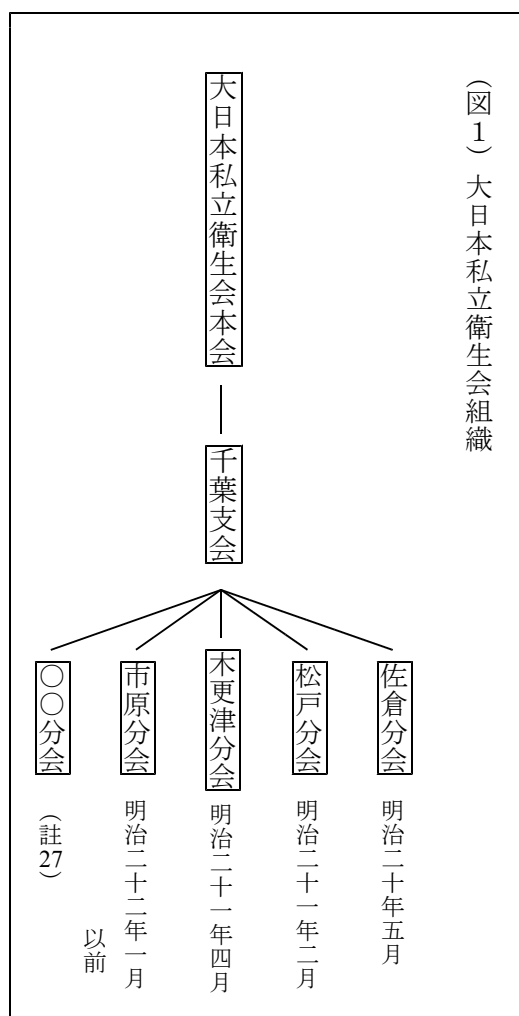 (図1) 大日本私立衛生会組織
大日本私立衛生会本会
千葉支会
佐倉分会
明治二十年五月
松戸分会
明治二十一年二月
木更津分会
明治二十一年四月
市原分会
明治二十二年一月
以前
〇〇分会
(註27)